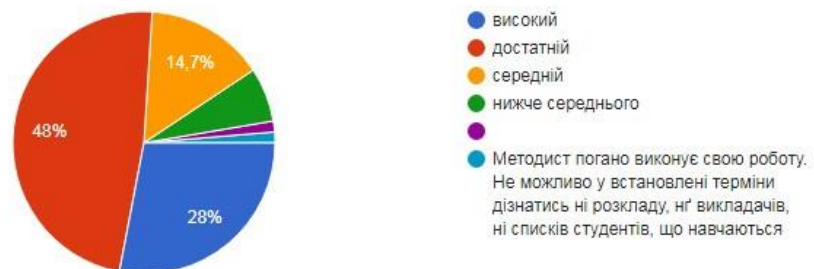 14,7%
48%
28%
високий
достатній
середній
нижче середнього
Методист погано виконує свою роботу.
Не можливо у встановлені терміни
дізнатись ні розкладу, нґ викладачів,
ні списків студентів, що навчаються